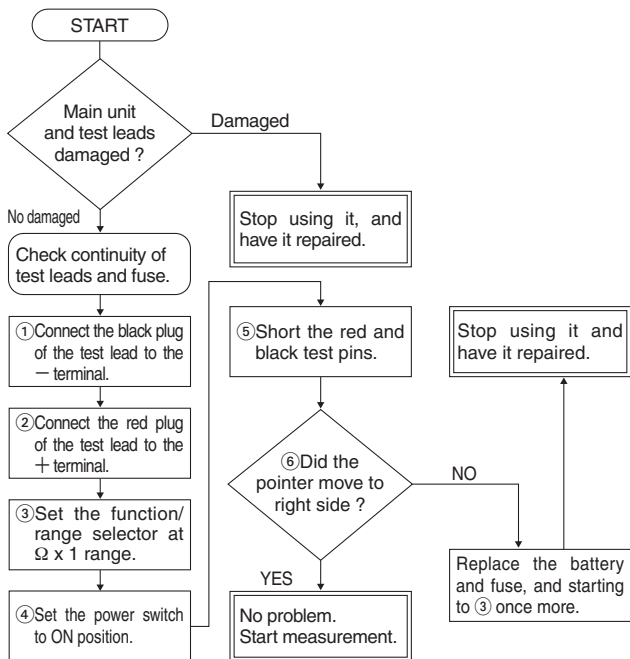 START
Main unit
and test leads
damaged ?
Damaged
Stop using it, and
have it repaired.
No damaged
Check continuity of
test leads and fuse.
①Connect the black plug
of the test lead to the
− terminal.
②Connect the red plug
of the test lead to the
+ terminal.
③Set the function/
range selector at
Ω x 1 range.
④Set the power switch
to ON position.
⑤Short the red and
black test pins.
⑥Did the
pointer move to
right side ?
YES
No problem.
Start measurement.
NO
Replace the battery
and fuse, and starting
to ③ once more.
Stop using it and
have it repaired.